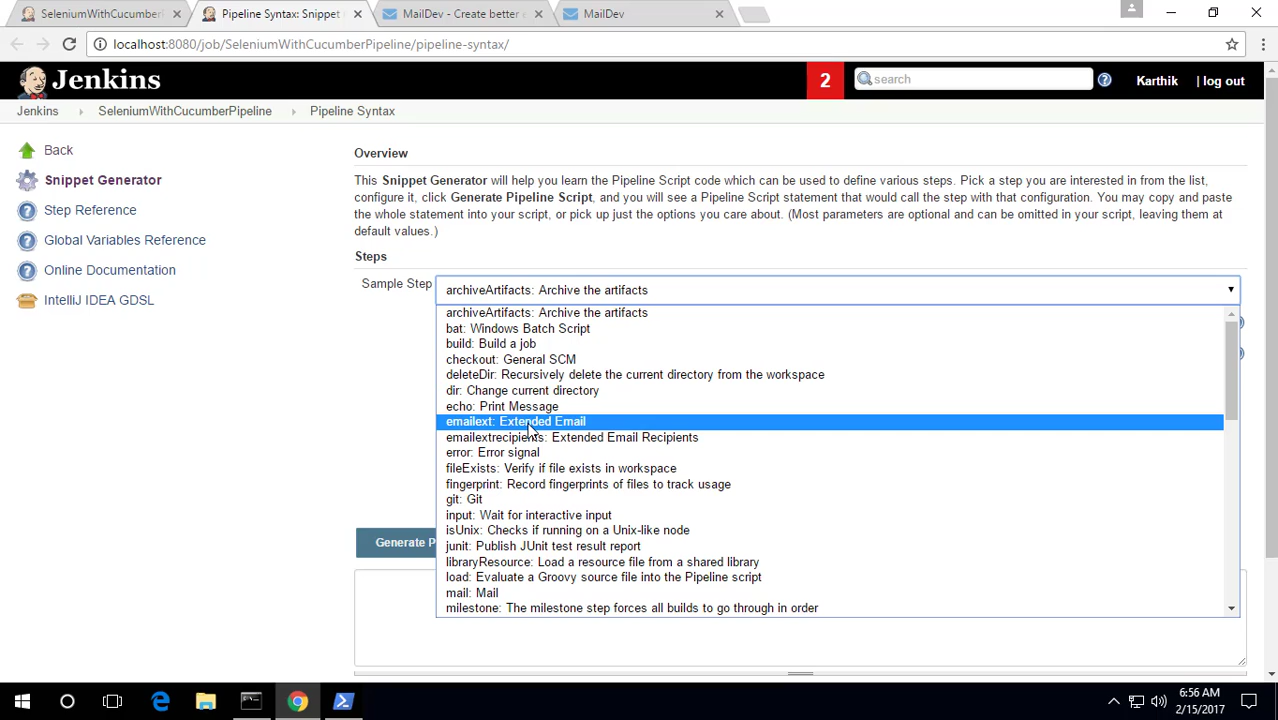 SeleniumWithCucumberP
Pipeline Syntax: Snippet
MailDev - Create better
MailDev
localhost:8080/job/SeleniumWithCucumberPipeline/pipeline-syntax/
Jenkins
2
search
Karthik
| log out
Jenkins
SeleniumWithCucumberPipeline
Pipeline Syntax
Back
Snippet Generator
Step Reference
Global Variables Reference
Online Documentation
IntelliJ IDEA GDSL
Overview
This Snippet Generator will help you learn the Pipeline Script code which can be used to define various steps. Pick a step you are interested in from the list,
configure it, click Generate Pipeline Script, and you will see a Pipeline Script statement that would call the step with that configuration. You may copy and paste
the whole statement into your script, or pick up just the options you care about. (Most parameters are optional and can be omitted in your script, leaving them at
default values.)
Steps
Sample Step
archiveArtifacts: Archive the artifacts
archiveArtifacts: Archive the artifacts
bat: Windows Batch Script
build: Build a job
checkout: General SCM
deleteDir: Recursively delete the current directory from the workspace
dir: Change current directory
echo: Print Message
emailext: Extended Email
emailextrecipients: Extended Email Recipients
error: Error signal
fileExists: Verify if file exists in workspace
fingerprint: Record fingerprints of files to track usage
git: Git
input: Wait for interactive input
isUnix: Checks if running on a Unix-like node
junit: Publish JUnit test result report
libraryResource: Load a resource file from a shared library
load: Evaluate a Groovy source file into the Pipeline script
mail: Mail
milestone: The milestone step forces all builds to go through in order
Generate P
6:56 AM
2/15/2017